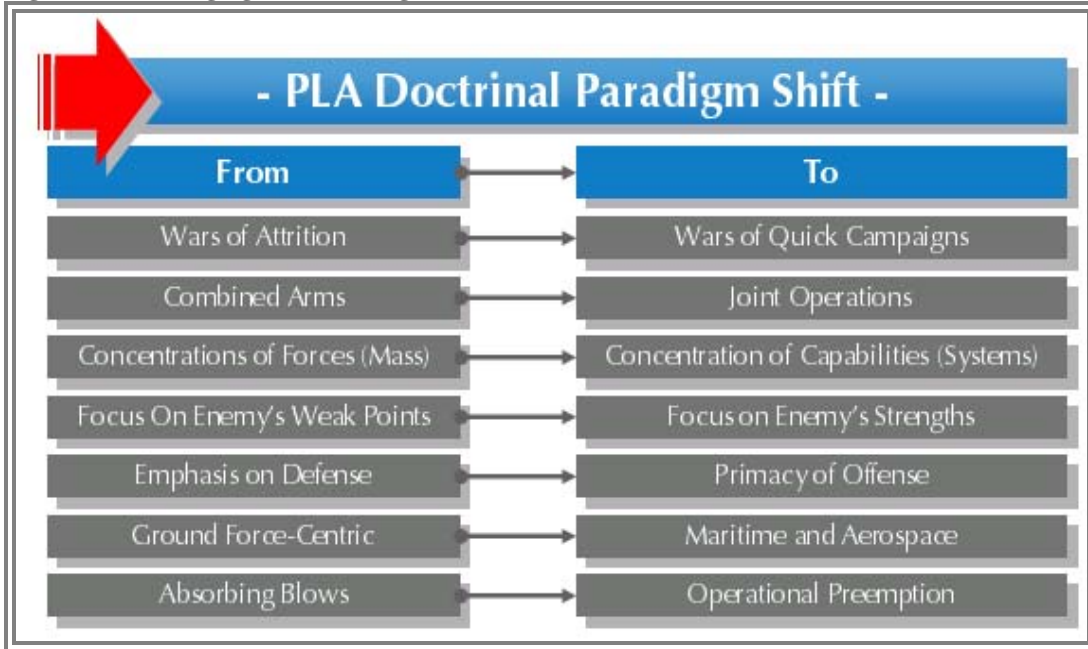 - PLA Doctrinal Paradigm Shift -
From To
Wars of Attrition Wars of Quick Campaigns
Combined Arms Joint Operations
Concentrations of Forces (Mass) Concentration of Capabilities (Systems)
Focus On Enemy's Weak Points Focus on Enemy's Strengths
Emphasis on Defense Primacy of Offense
Ground Force-Centric Maritime and Aerospace
Absorbing Blows Operational Preemption